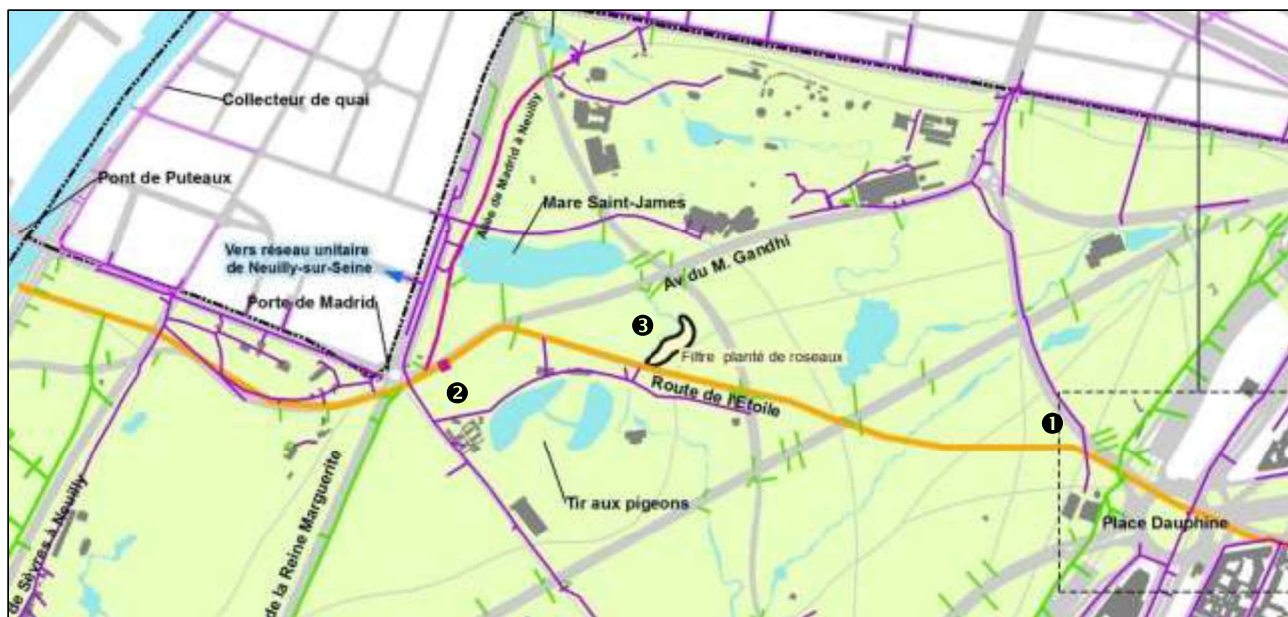 Collecteur de quai
Pont de Puteaux
Allée de Madrid à Neuilly
Mare Saint-James
Vers réseau unitaire
de Neuilly-sur-Seine
Av du M. Gandhi
Porte de Madrid
❸
Filtre planté de roseaux
❷
Route de l'Etoile
❶
de Sèvres à Neuilly
de la Reine Marguerite
Tir aux pigeons
Place Dauphine